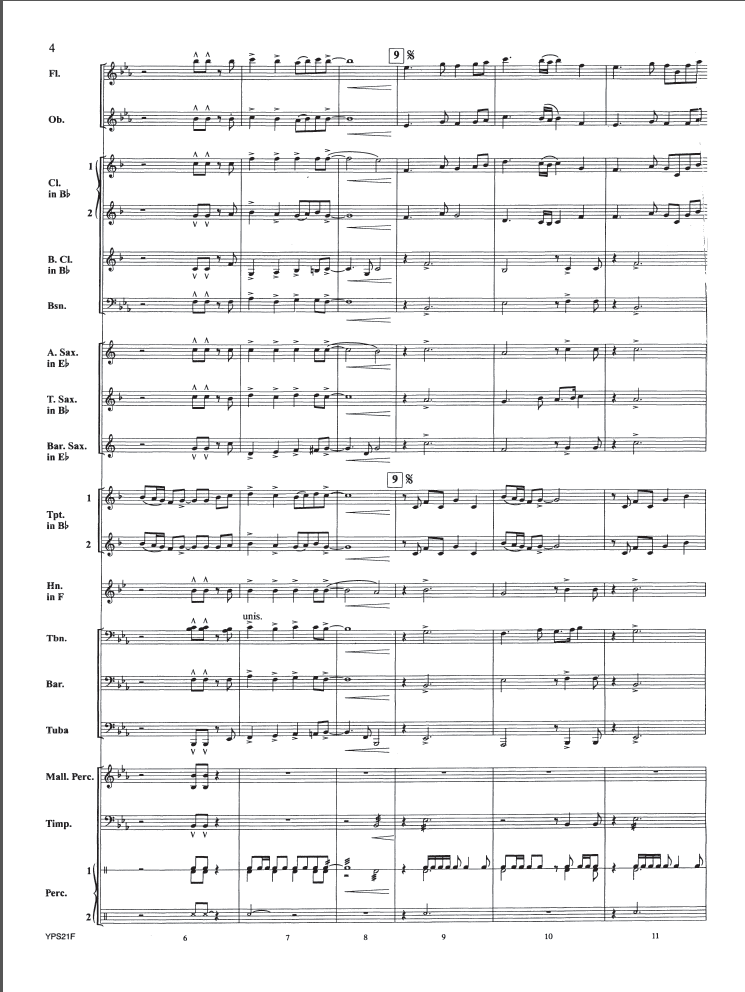 4
9
Fl.
Ob.
1
Cl.
in B♭
2
B. Cl.
in B♭
Bsn.
A. Sax.
in E♭
T. Sax.
in B♭
Bar. Sax.
in E♭
9
1
Tpt.
in B♭
2
Hn.
in F
unis.
Tbn.
Bar.
Tuba
Mall. Perc.
Timp.
1
Perc.
2
YPS21F 6 7 8 9 10 11